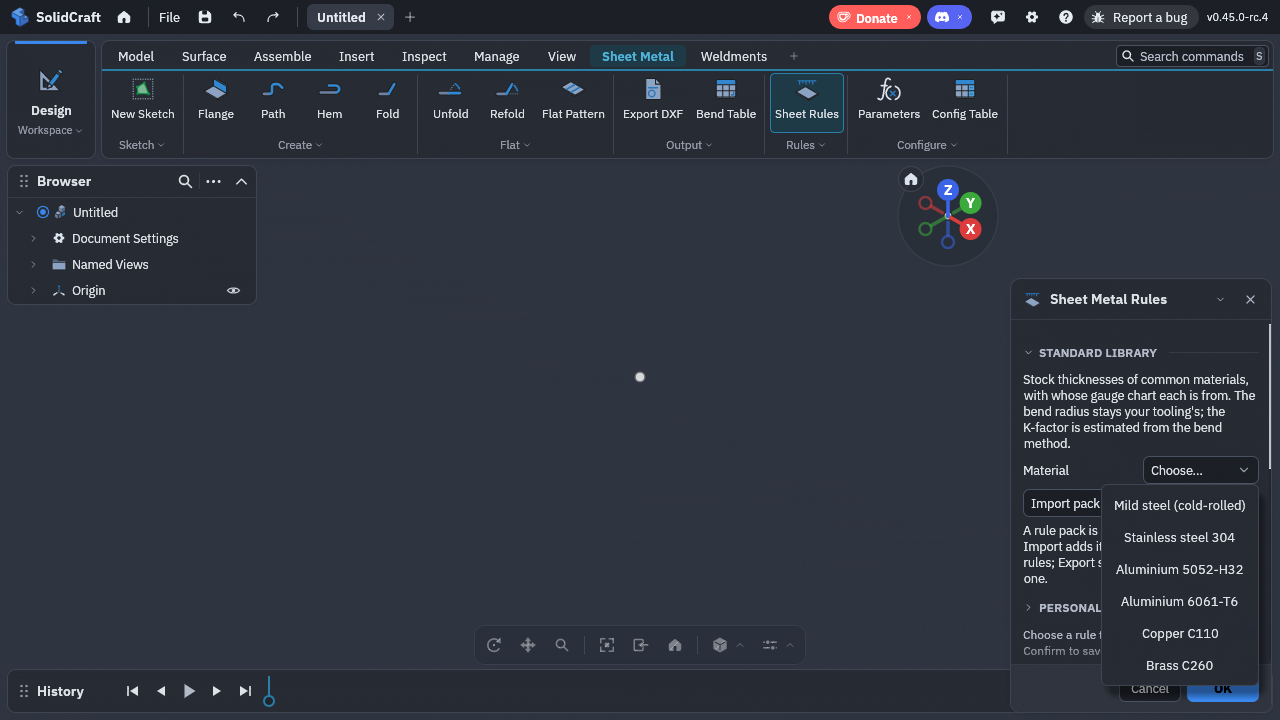 SolidCraft
File
Untitled
Donate
Report a bug
v0.45.0-rc.4
Design
Workspace
Model
Surface
Assemble
Insert
Inspect
Manage
View
Sheet Metal
Weldments
Search commands
S
New Sketch
Flange
Path
Hem
Fold
Unfold
Refold
Flat Pattern
Export DXF
Bend Table
Sheet Rules
Parameters
Config Table
Sketch
Create
Flat
Output
Rules
Configure
Browser
Untitled
Document Settings
Named Views
Origin
Z
Y
X
Sheet Metal Rules
STANDARD LIBRARY
Stock thicknesses of common materials,
with whose gauge chart each is from. The
bend radius stays your tooling's; the
K-factor is estimated from the bend
method.
Material
Choose...
Import pack
A rule pack is
Import adds
rules; Export
one.
PERSONAL
Choose a rule
Confirm to sav
Mild steel (cold-rolled)
Stainless steel 304
Aluminium 5052-H32
Aluminium 6061-T6
Copper C110
Brass C260
Cancel
OK
History